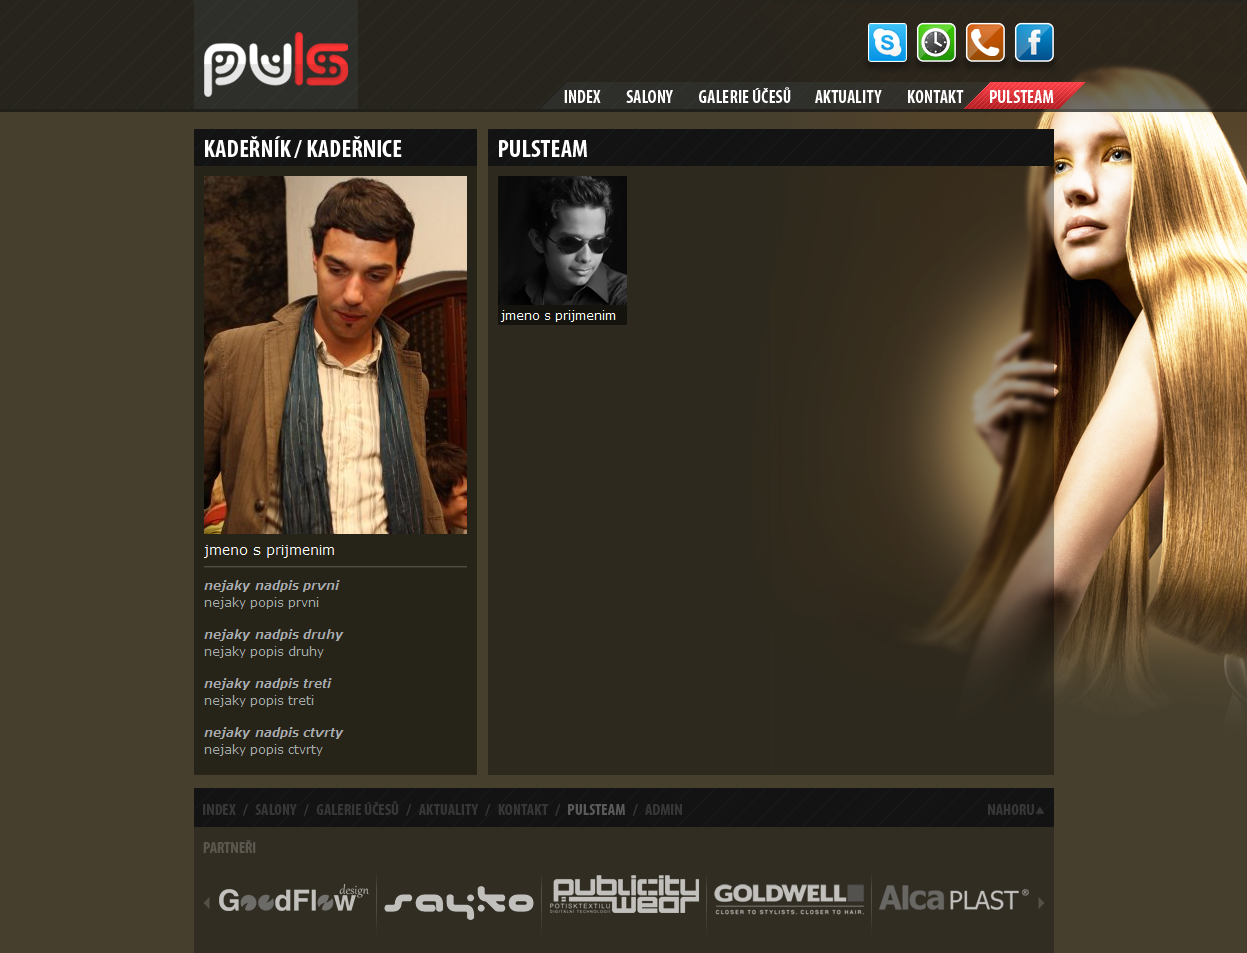 puls
INDEX SALONY GALERIE ÚČESŮ AKTUALITY KONTAKT PULSTEAM
KADEŘNÍK / KADEŘNICE
PULSTEAM
jmeno s prijmenim
jmeno s prijmenim
nejaky nadpis prvni
nejaky popis prvni
nejaky nadpis druhy
nejaky popis druhy
nejaky nadpis treti
nejaky popis treti
nejaky nadpis ctvrty
nejaky popis ctvrty
INDEX / SALONY / GALERIE ÚČESŮ / AKTUALITY / KONTAKT / PULSTEAM / ADMIN
NAHORU
PARTNEŘI
GoodFlow design
sayto
publicity wear
POTISKTEXTILU
DIGITÁLNÍ TECHNOLOGIÍ
GOLDWELL
CLOSER TO STYLISTS. CLOSER TO HAIR.
Alca PLAST ®